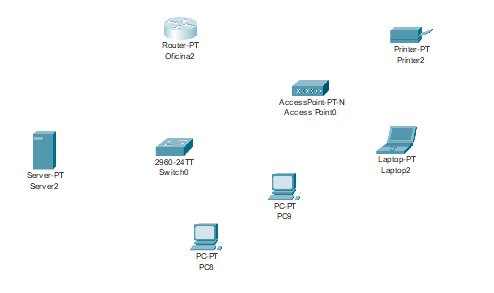 Router-PT
Oficina2
Printer-PT
Printer2
AccessPoint-PT-N
Access Point0
Server-PT
Server2
2960-24TT
Switch0
Laptop-PT
Laptop2
PC-PT
PC9
PC-PT
PC8